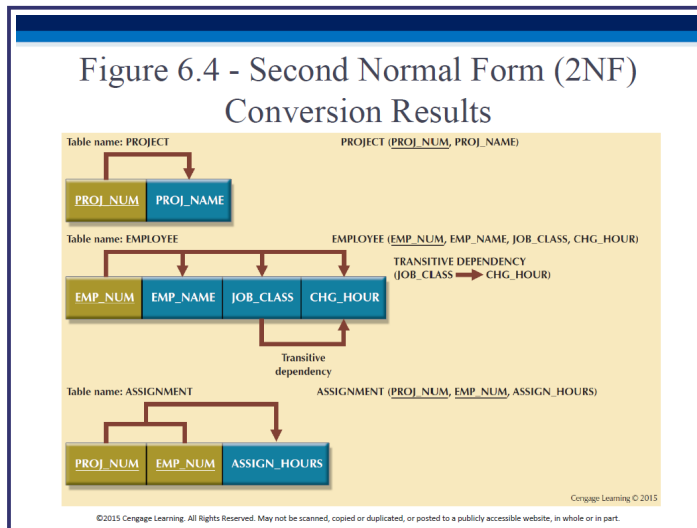 Figure 6.4 - Second Normal Form (2NF)
Conversion Results
Table name: PROJECT
PROJECT (PROJ_NUM, PROJ_NAME)
PROJ_NUM
PROJ_NAME
Table name: EMPLOYEE
EMPLOYEE (EMP_NUM, EMP_NAME, JOB_CLASS, CHG_HOUR)
TRANSITIVE DEPENDENCY
(JOB_CLASS CHG_HOUR)
EMP_NUM
EMP_NAME
JOB_CLASS
CHG_HOUR
Transitive
dependency
Table name: ASSIGNMENT
ASSIGNMENT (PROJ_NUM, EMP_NUM, ASSIGN_HOURS)
PROJ_NUM
EMP_NUM
ASSIGN_HOURS
Cengage Learning © 2015
©2015 Cengage Learning. All Rights Reserved. May not be scanned, copied or duplicated, or posted to a publicly accessible website, in whole or in part.